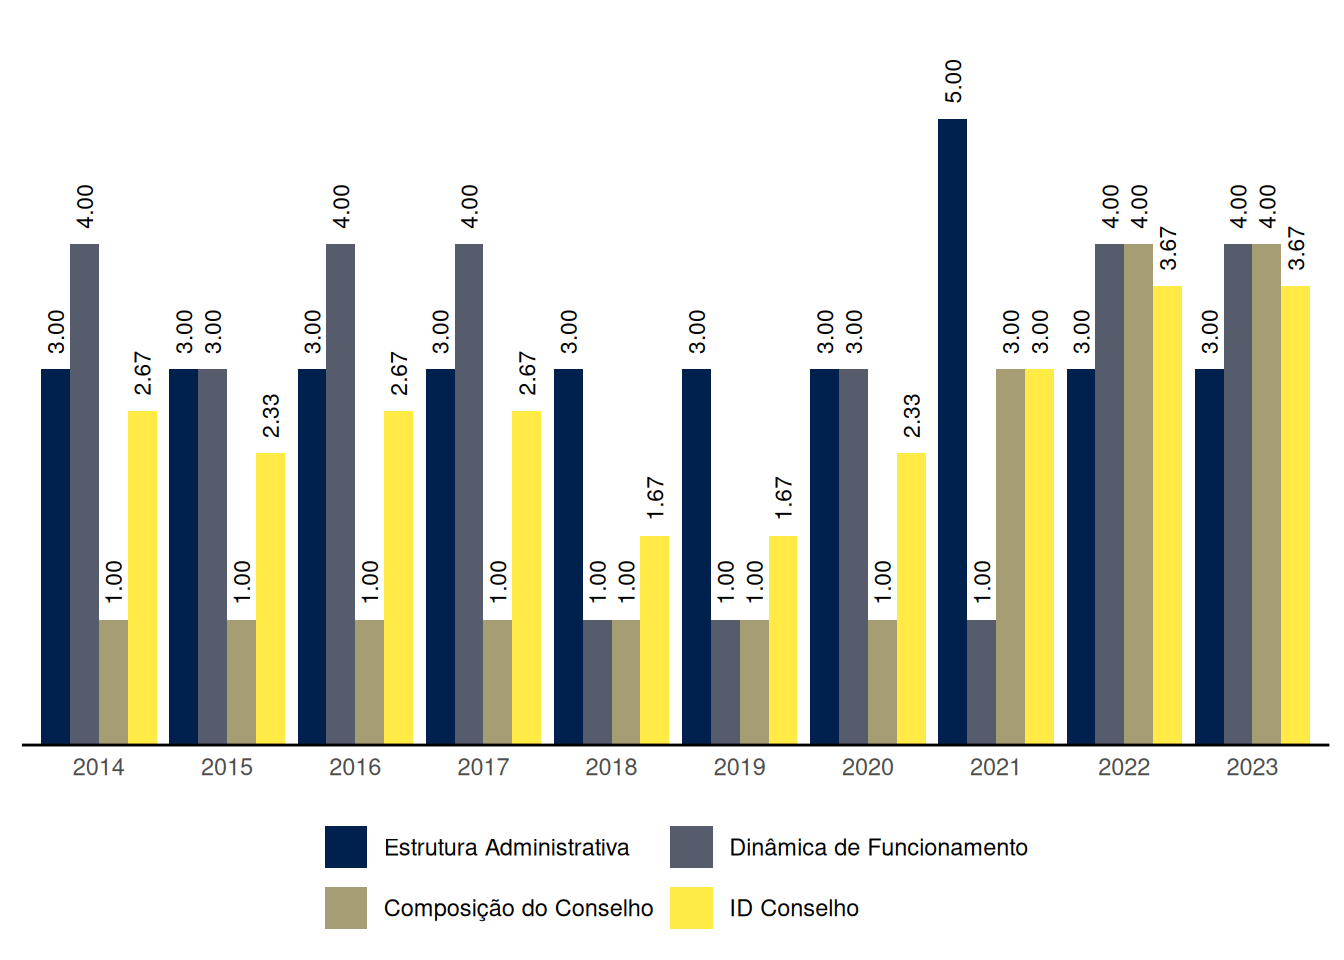 5.00
4.00 4.00 4.00 4.00 4.00 4.00 4.00
3.67 3.67
3.00 3.00 3.00 3.00 3.00 3.00 3.00 3.00 3.00 3.00 3.00 3.00 3.00
2.67 2.67 2.67
2.33 2.33
1.67 1.67
1.00 1.00 1.00 1.00 1.00 1.00 1.00 1.00 1.00 1.00
2014 2015 2016 2017 2018 2019 2020 2021 2022 2023
Estrutura Administrativa Dinâmica de Funcionamento
Composição do Conselho ID Conselho